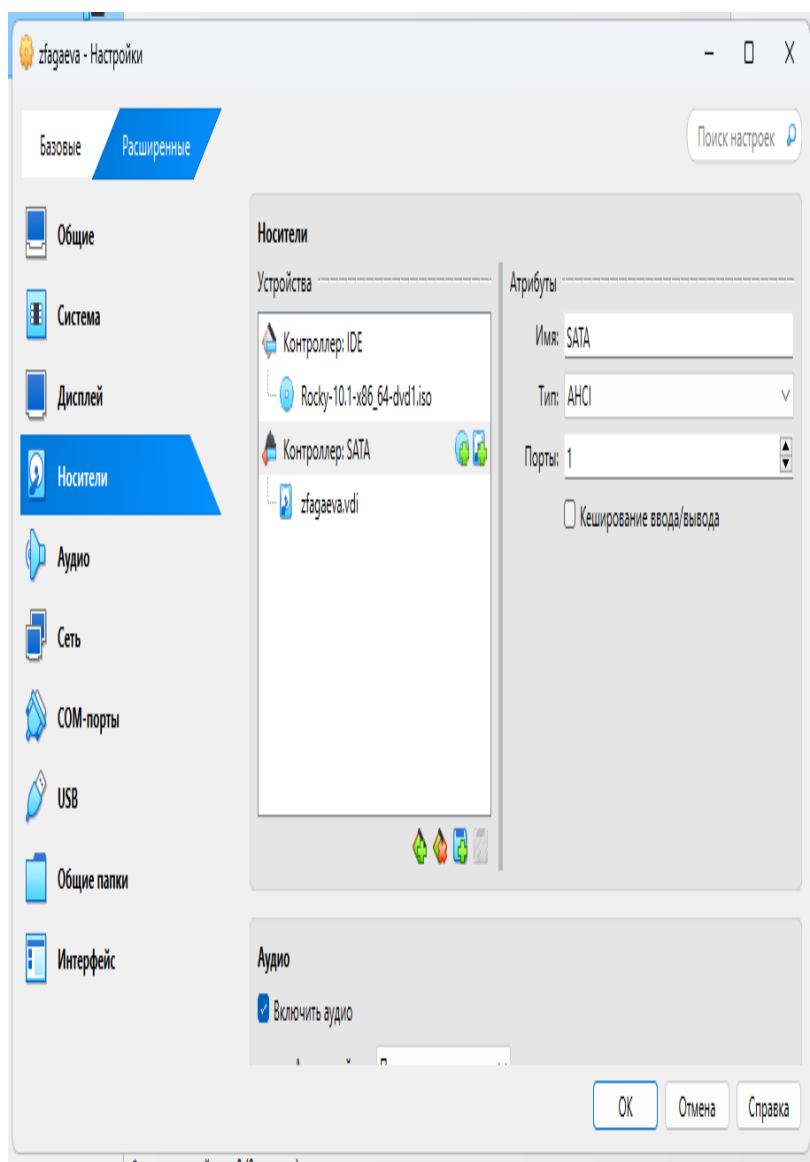 zfagaeva - Настройки
Базовые
Расширенные
Поиск настроек
Общие
Система
Дисплей
Носители
Аудио
Сеть
COM-порты
USB
Общие папки
Интерфейс
Носители
Устройства
Контроллер: IDE
Rocky-10.1-x86_64-dvd1.iso
Контроллер: SATA
zfagaeva.vdi
Атрибуты
Имя: SATA
Тип: AHCI
Порты: 1
Кеширование ввода/вывода
Аудио
Включить аудио
OK
Отмена
Справка